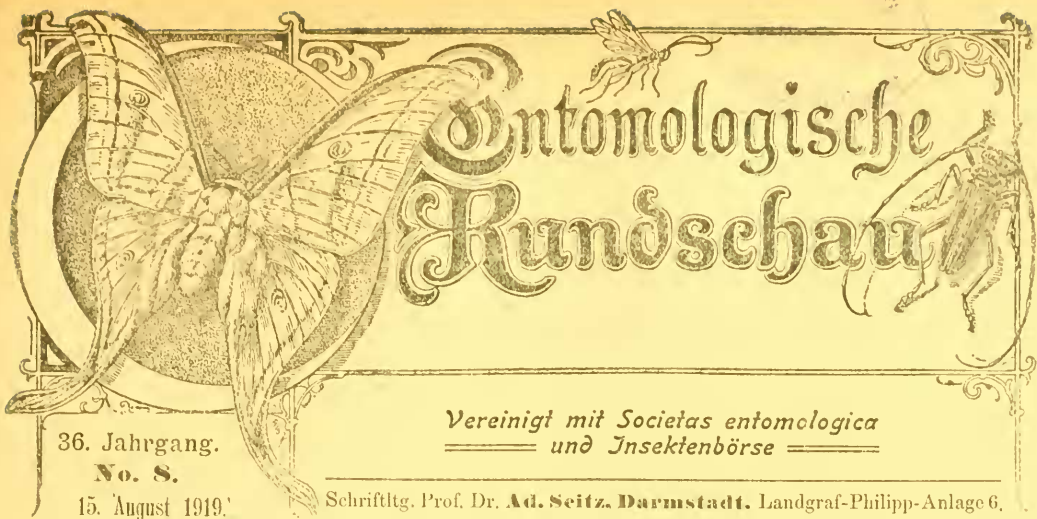 Entomologische
Rundschau
Vereinigt mit Societas entomologica
und Insektenbörse
36. Jahrgang.
No. 8.
15. August 1919.
Schriftltg. Prof. Dr. Ad. Seitz, Darmstadt. Landgraf-Philipp-Anlage 6.